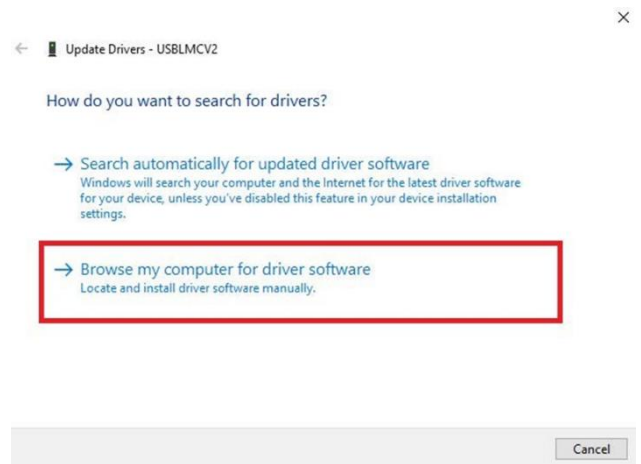 Update Drivers - USBLMCV2
How do you want to search for drivers?
Search automatically for updated driver software
Windows will search your computer and the Internet for the latest driver software
for your device, unless you've disabled this feature in your device installation
settings.
Browse my computer for driver software
Locate and install driver software manually.
Cancel